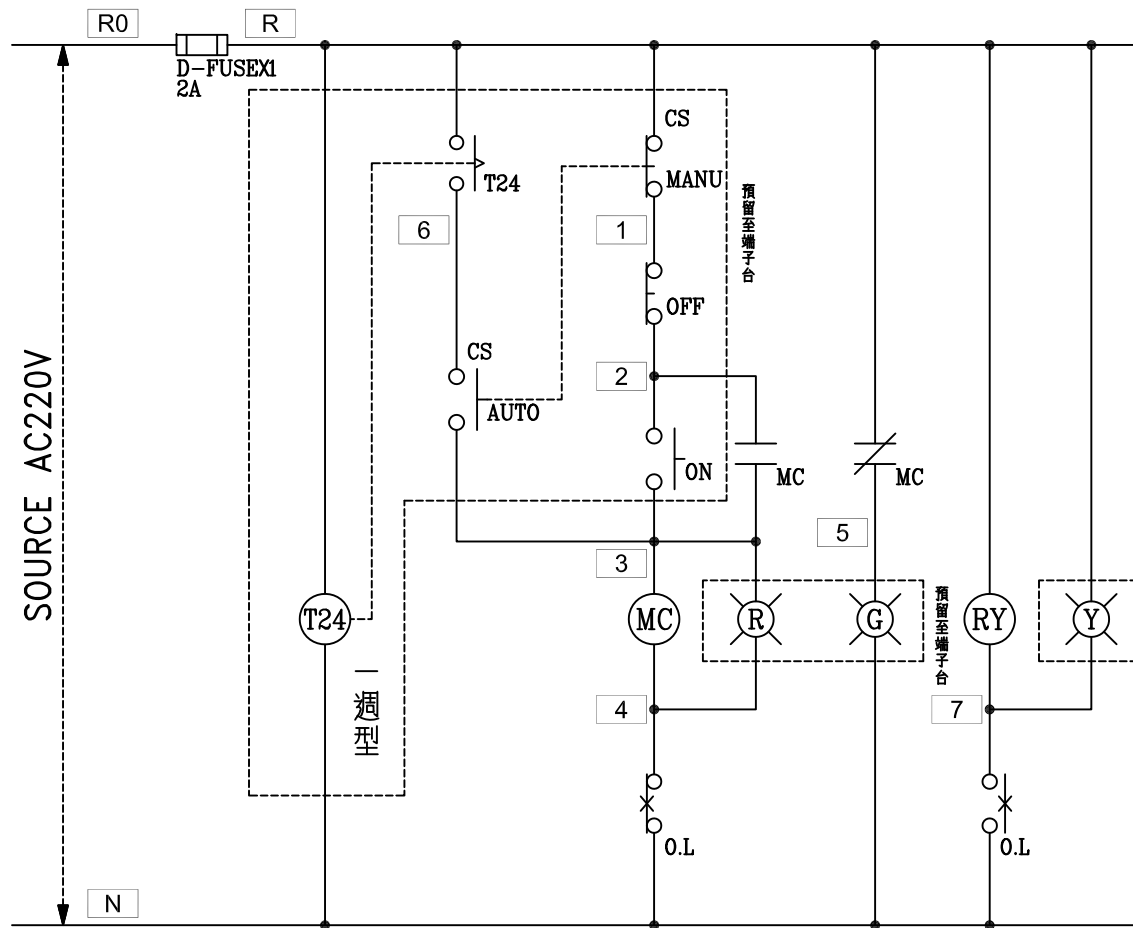 R0
R
D-FUSEX1
2A
CS
MANU
T24
預留至端子台
6
1
OFF
CS
2
AUTO
ON
MC
MC
SOURCE AC220V
5
3
T24
MC
R
G
預留至端子台
RY
Y
一週型
4
7
O.L
O.L
N